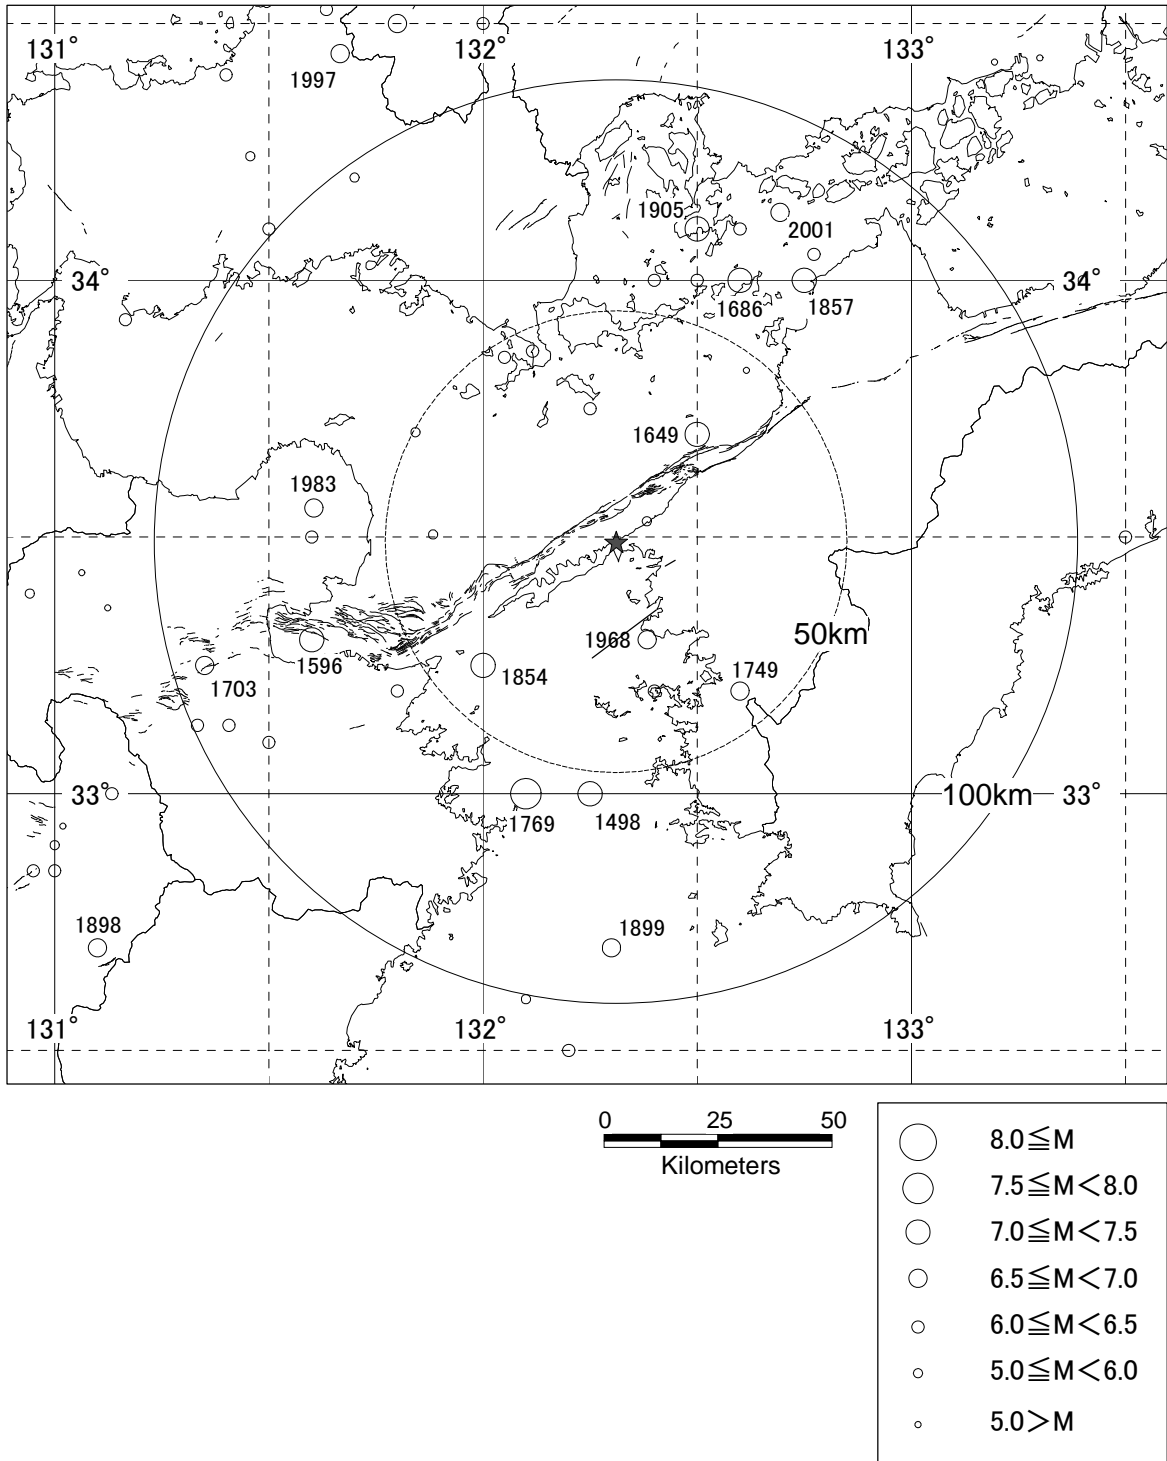 131° 132° 133°
1997
1905
2001
34° 34°
1686 1857
1649
1983
1968
50km
1596
1854
1749
1703
33° 100km 33°
1769 1498
1898
1899
131° 132° 133°
0 25 50
Kilometers
8.0≦M
7.5≦M<8.0
7.0≦M<7.5
6.5≦M<7.0
6.0≦M<6.5
5.0≦M<6.0
5.0>M